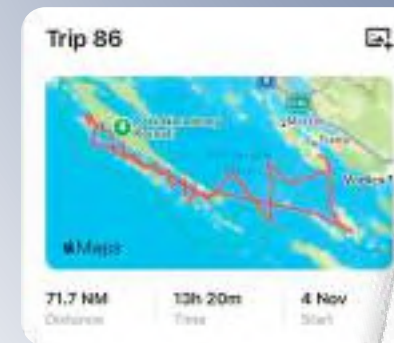 Trip 86
Maps
71.7 NM
13h 20m
4 Nov
Distance
Time
Start